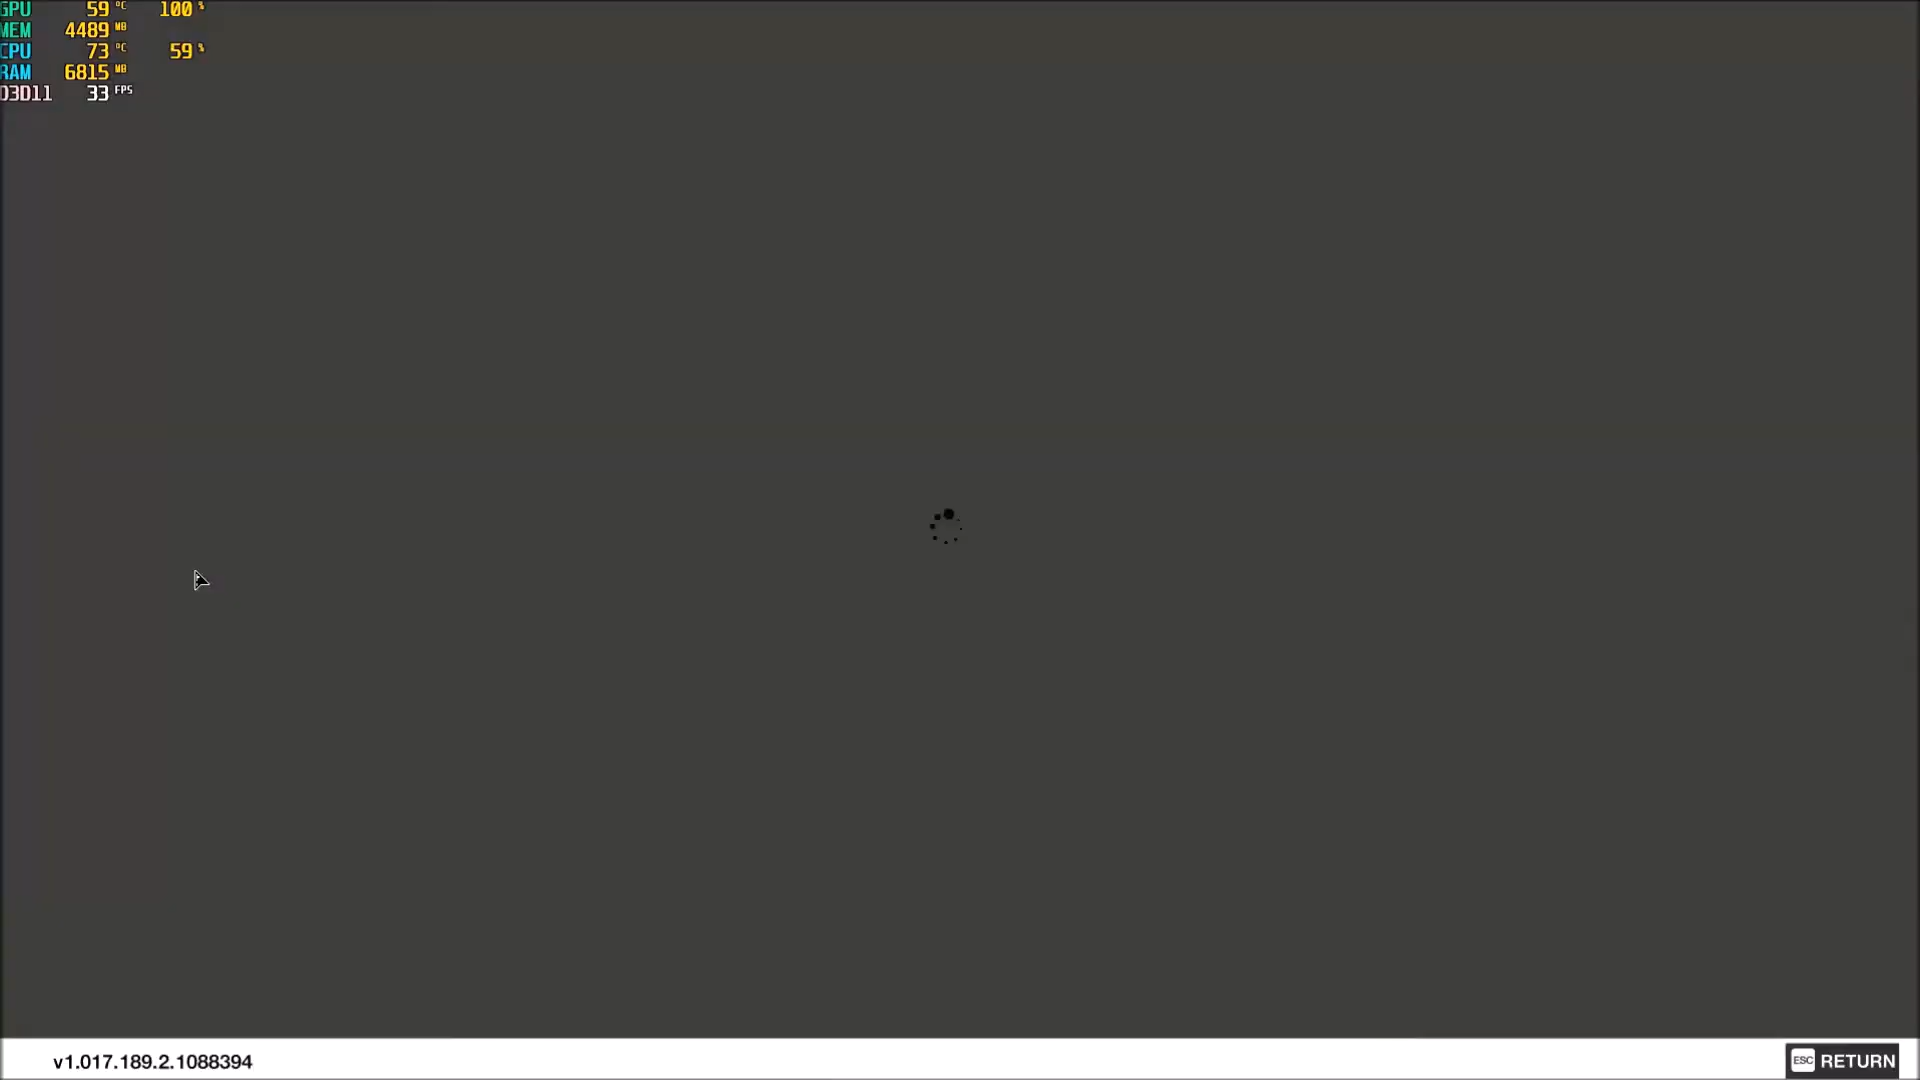 GPU 59 °C 100 %
MEM 4489 MB
CPU 73 °C 59 %
RAM 6815 MB
D3D11 33 FPS
v1.017.189.2.1088394
ESC RETURN